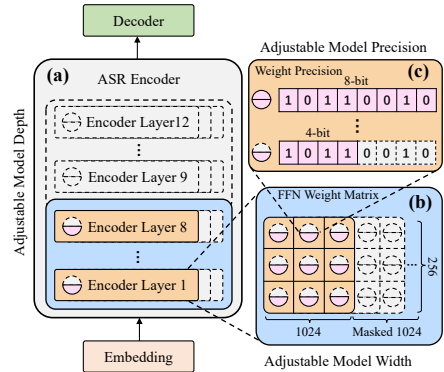 Decoder
Adjustable Model Precision
(a)
ASR Encoder
(c)
Weight Precision
8-bit
1 0 1 1 0 0 1 0
Encoder Layer12
...
4-bit
1 0 1 1 0 0 1 0
Encoder Layer 9
Adjustable Model Depth
FFN Weight Matrix
(b)
Encoder Layer 8
...
256
Encoder Layer 1
1024
Masked 1024
Embedding
Adjustable Model Width